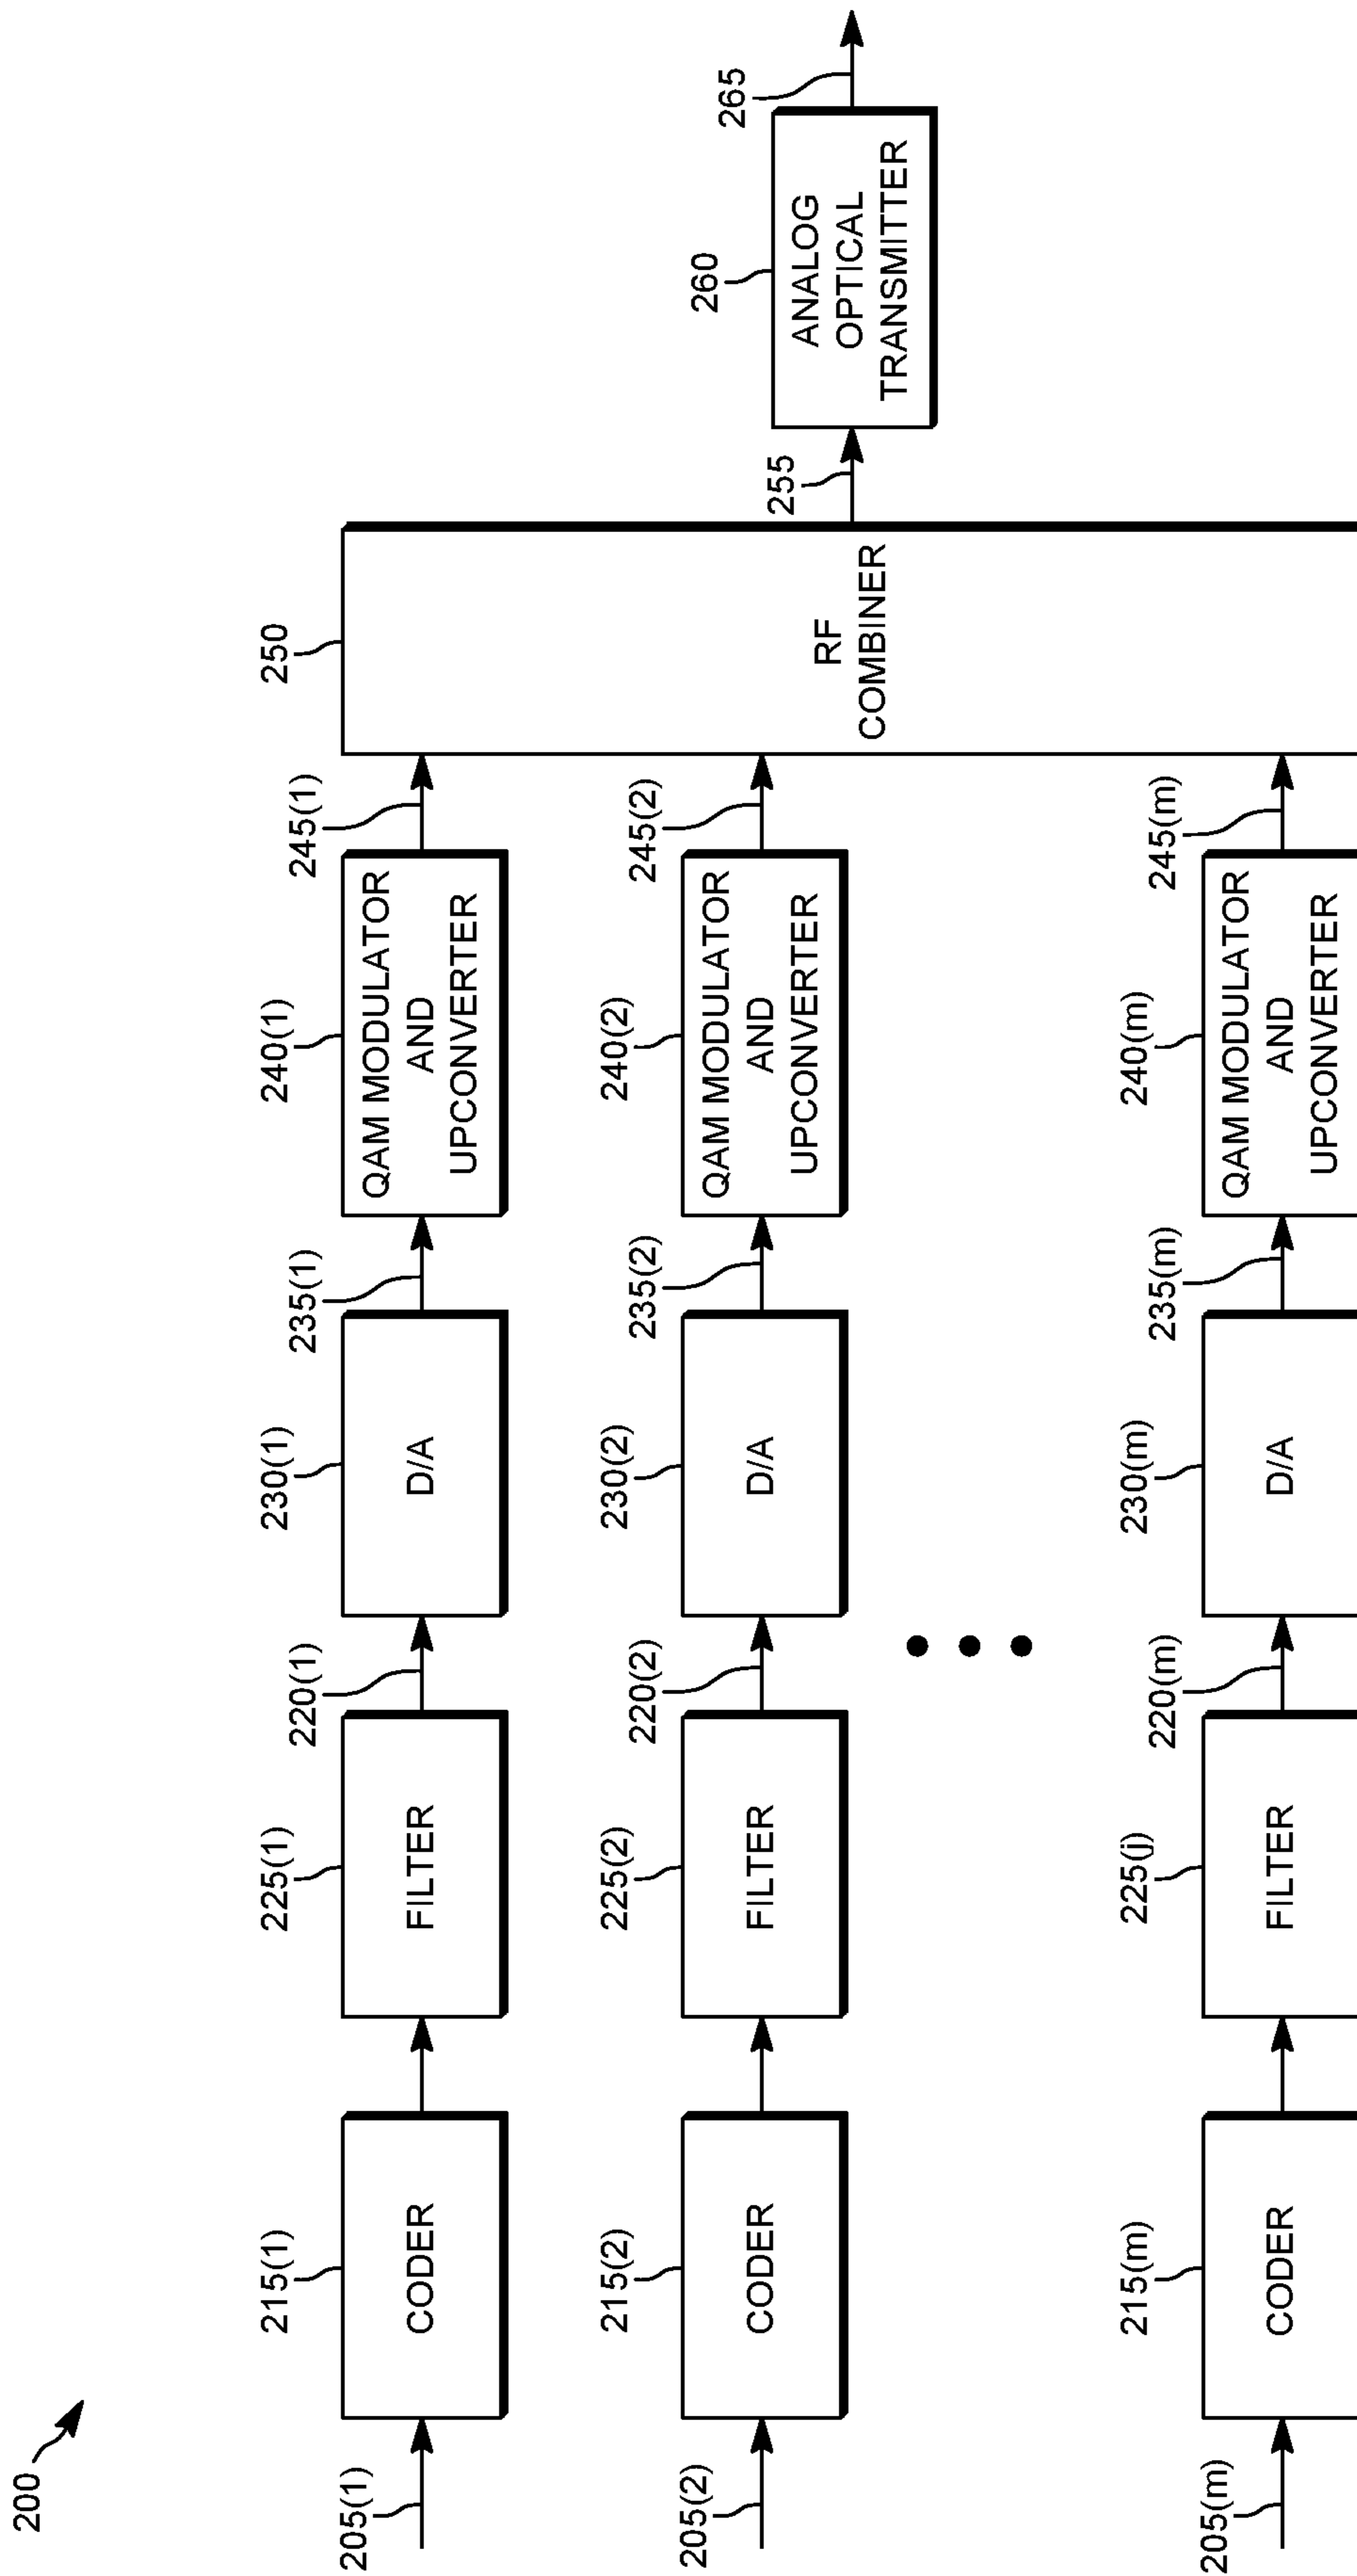 200
205(1)
215(1)
CODER
225(1)
FILTER
220(1)
230(1)
D/A
235(1)
240(1)
QAM MODULATOR
AND
UPCONVERTER
245(1)
250
RF
COMBINER
205(2)
215(2)
CODER
225(2)
FILTER
220(2)
230(2)
D/A
235(2)
240(2)
QAM MODULATOR
AND
UPCONVERTER
245(2)
255
260
ANALOG
OPTICAL
TRANSMITTER
265
205(m)
215(m)
CODER
225(j)
FILTER
220(m)
230(m)
D/A
235(m)
240(m)
QAM MODULATOR
AND
UPCONVERTER
245(m)